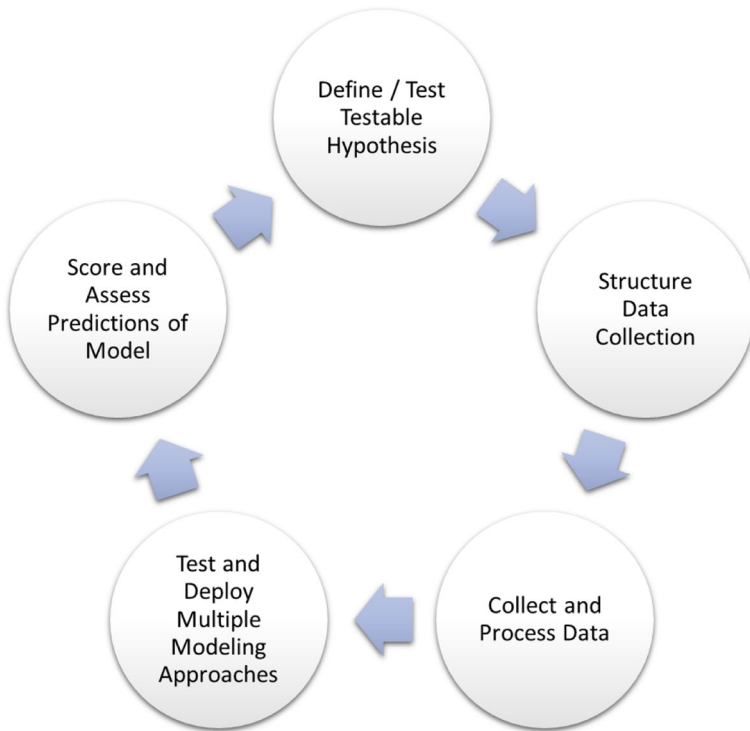 Define / Test
Testable
Hypothesis
Structure
Data
Collection
Collect and
Process Data
Test and
Deploy
Multiple
Modeling
Approaches
Score and
Assess
Predictions of
Model